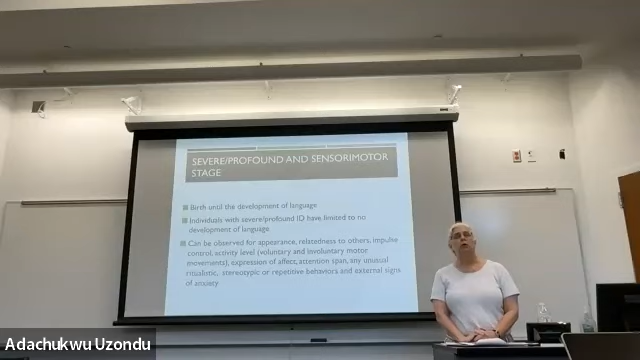 SEVERE/PROFOUND AND SENSORIMOTOR
STAGE
Birth until the development of language
Individuals with severe/profound ID have limited to no
development of language
Can be observed for appearance, relatedness to others, impulse
control, activity level (voluntary and involuntary motor
movements), expression of affect, attention span, any unusual
ritualistic, stereotypic or repetitive behaviors and external signs
of anxiety
Adachukwu Uzondu